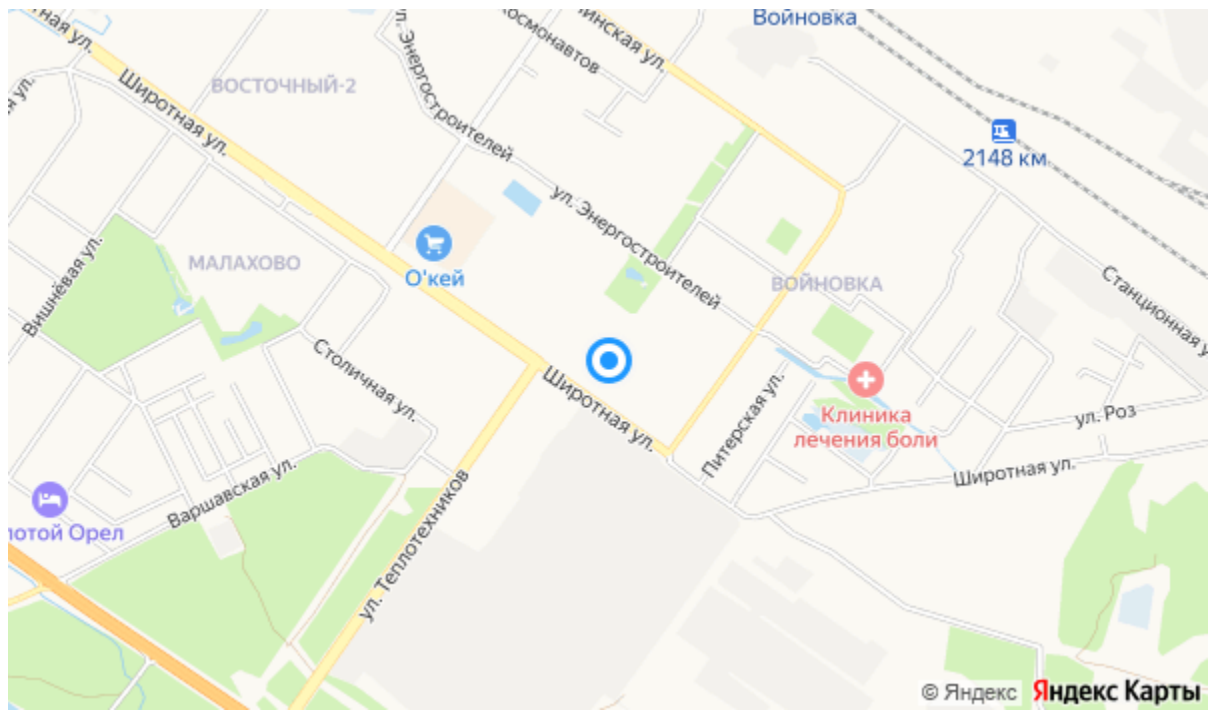 Войновка
тная ул.
Космонавтов
инская ул.
ул. Энергостроителей
ВОСТОЧНЫЙ-2
Широтная ул.
я ул.
2148 км
ул. Энергостроителей
О'кей
МАЛАХОВО
Вишнёвая ул.
ВОЙНОВКА
Станционная у
Столичная ул.
Широтная ул.
Питерская ул.
Клиника
лечения боли
ул. Роз
Широтная ул.
Варшавская ул.
лотой Орел
ул. Теплотехников
© Яндекс Яндекс Карты